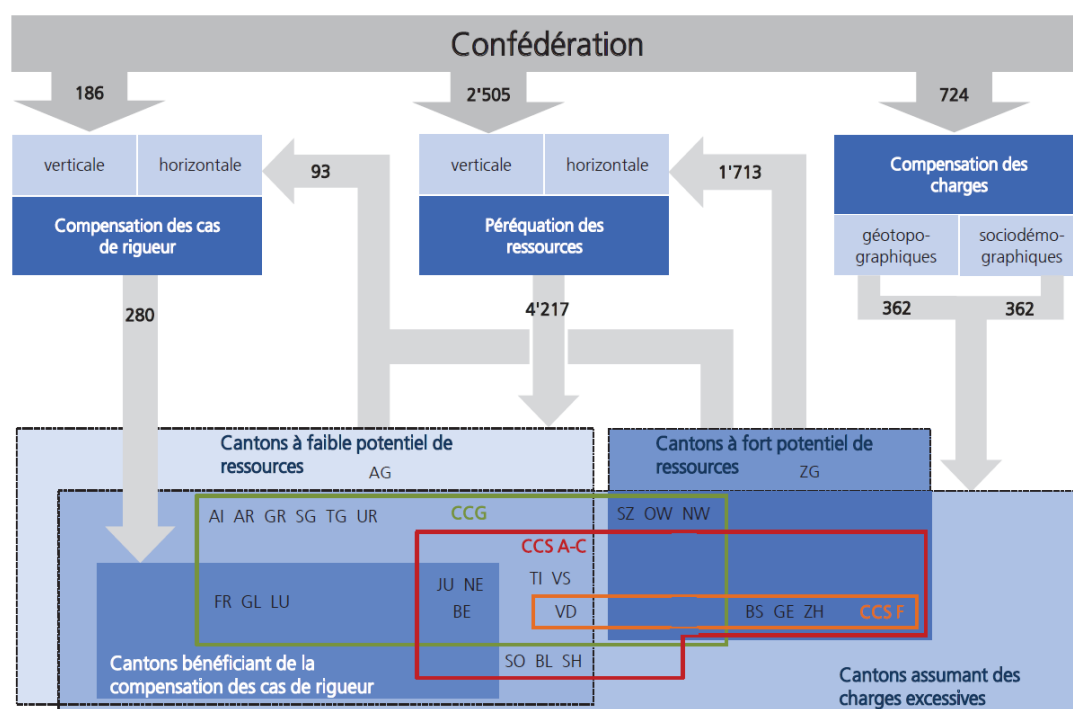 Confédération
186
2'505
724
verticale
horizontale
93
verticale
horizontale
1'713
Compensation des
charges
Compensation des cas
de rigueur
Péréquation des
ressources
géotopo-
graphiques
sociodémo-
graphiques
280
4'217
362
362
Cantons à faible potentiel de
ressources
AG
Cantons à fort potentiel de
ressources
ZG
AI AR GR SG TG UR
CCG
SZ OW NW
CCS A-C
JU NE
TI VS
FR GL LU
BE
VD
BS GE ZH
CCS F
SO BL SH
Cantons bénéficiant de la
compensation des cas de rigueur
Cantons assumant des
charges excessives